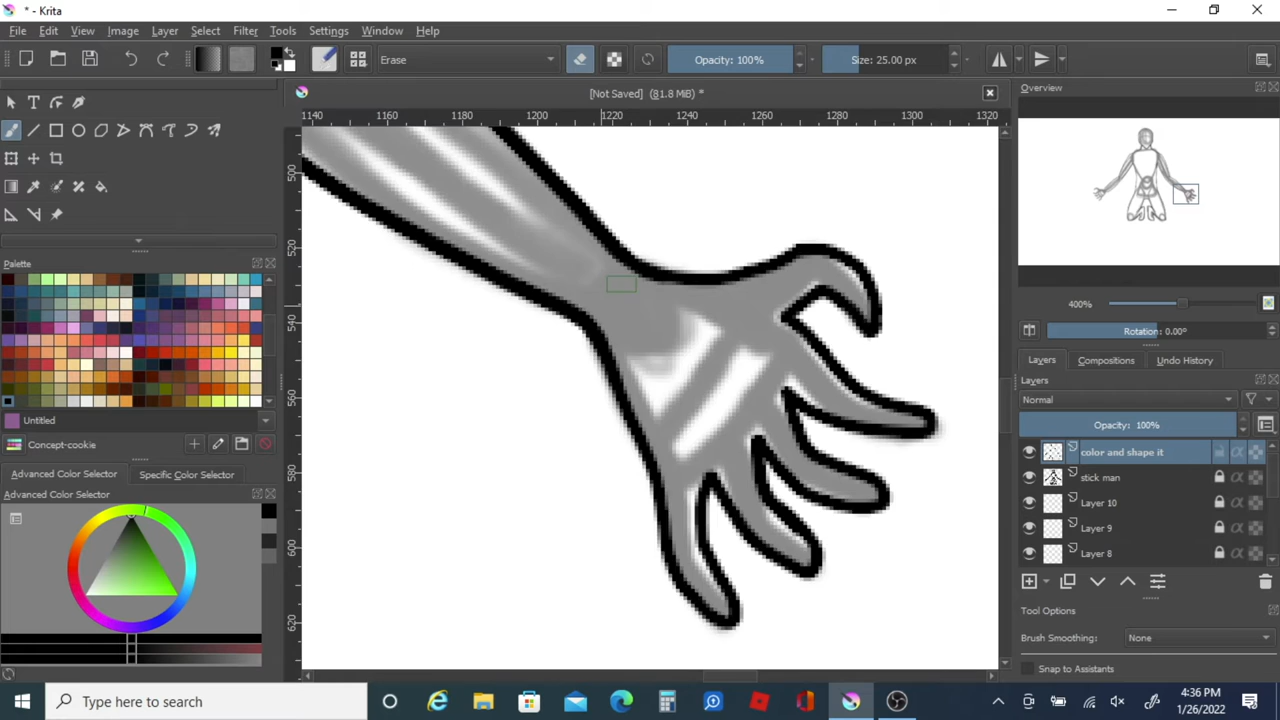 * - Krita
File Edit View Image Layer Select Filter Tools Settings Window Help
Erase
Opacity: 100%
Size: 25.00 px
[Not Saved] (81.8 MiB) *
Overview
1140 1160 1180 1200 1220 1240 1260 1280 1300 1320
500
520
540
560
580
600
620
Palette
Untitled
Concept-cookie
Advanced Color Selector Specific Color Selector
Advanced Color Selector
400%
Rotation: 0.00°
Layers Compositions Undo History
Layers
Normal
Opacity: 100%
color and shape it
stick man
Layer 10
Layer 9
Layer 8
Tool Options
Brush Smoothing: None
Snap to Assistants
Type here to search
4:36 PM
1/26/2022